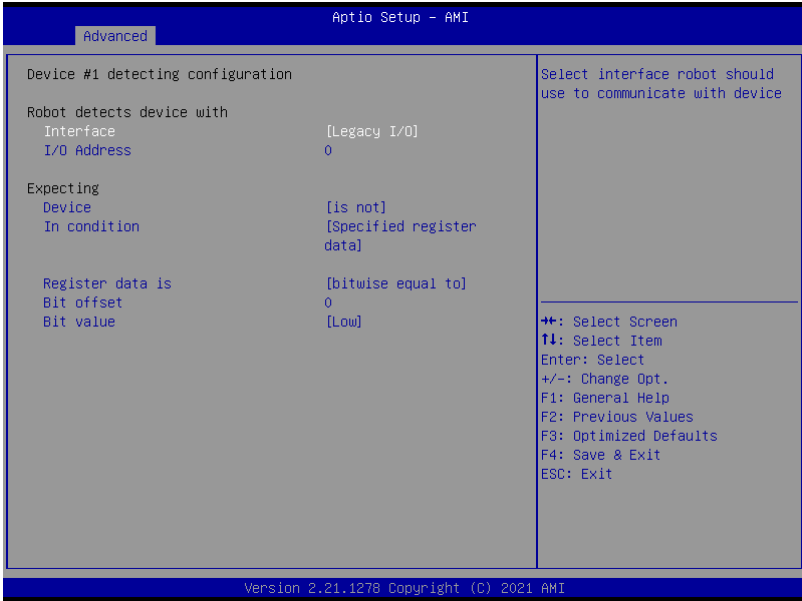 Aptio Setup – AMI
Advanced
Device #1 detecting configuration
Robot detects device with
Interface [Legacy I/O]
I/O Address 0
Expecting
Device [is not]
In condition [Specified register
data]
Register data is [bitwise equal to]
Bit offset 0
Bit value [Low]
Select interface robot should
use to communicate with device
→←: Select Screen
↑↓: Select Item
Enter: Select
+/-: Change Opt.
F1: General Help
F2: Previous Values
F3: Optimized Defaults
F4: Save & Exit
ESC: Exit
Version 2.21.1278 Copyright (C) 2021 AMI